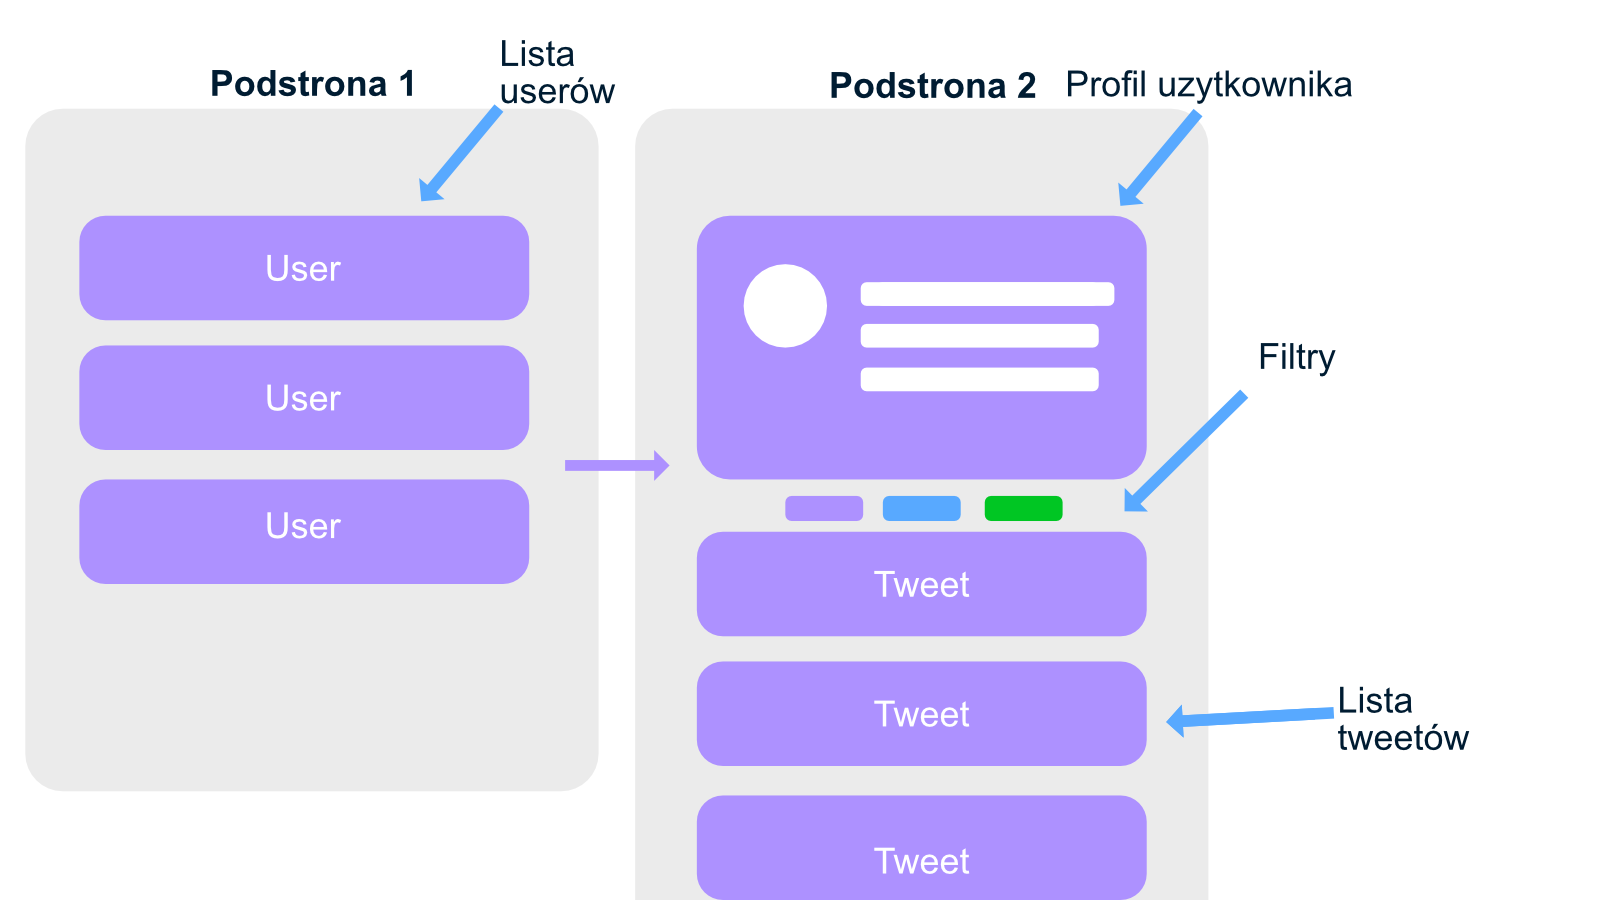 Podstrona 1
Lista
userów
User
User
User
Podstrona 2
Profil uzytkownika
Filtry
Tweet
Tweet
Lista
tweetów
Tweet